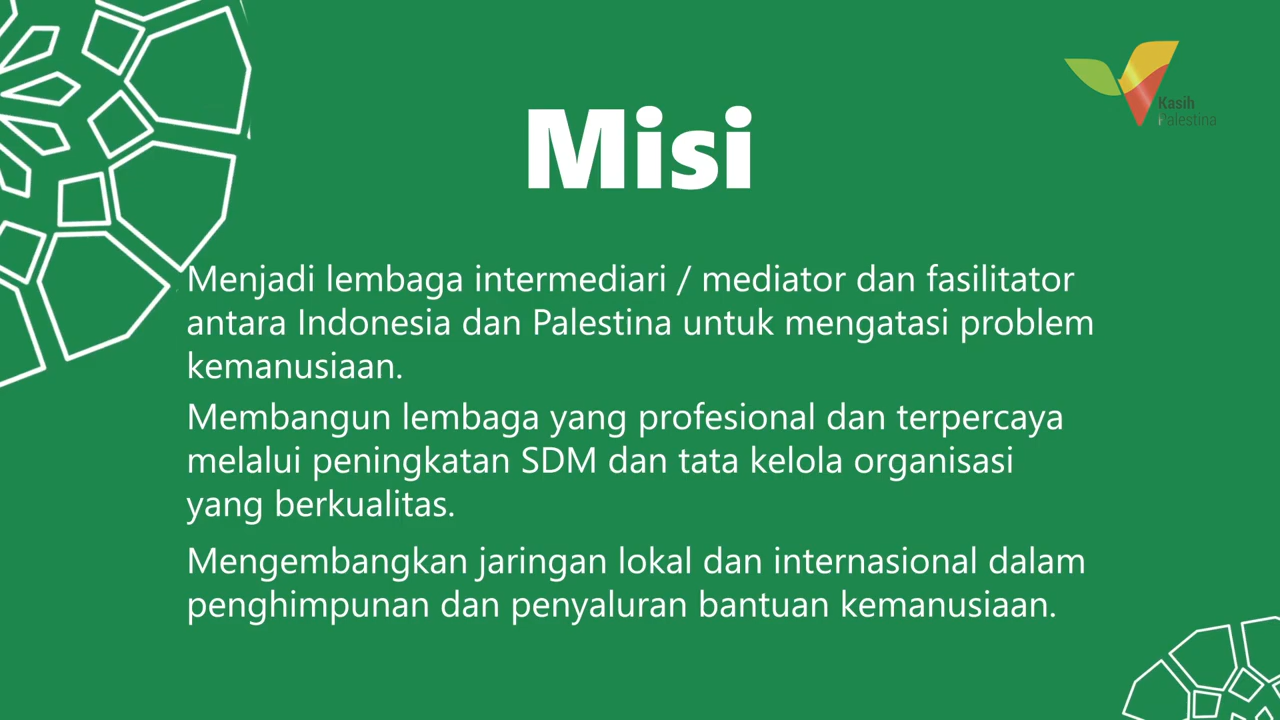 Kasih
Palestina
Misi
Menjadi lembaga intermediari / mediator dan fasilitator
antara Indonesia dan Palestina untuk mengatasi problem
kemanusiaan.
Membangun lembaga yang profesional dan terpercaya
melalui peningkatan SDM dan tata kelola organisasi
yang berkualitas.
Mengembangkan jaringan lokal dan internasional dalam
penghimpunan dan penyaluran bantuan kemanusiaan.